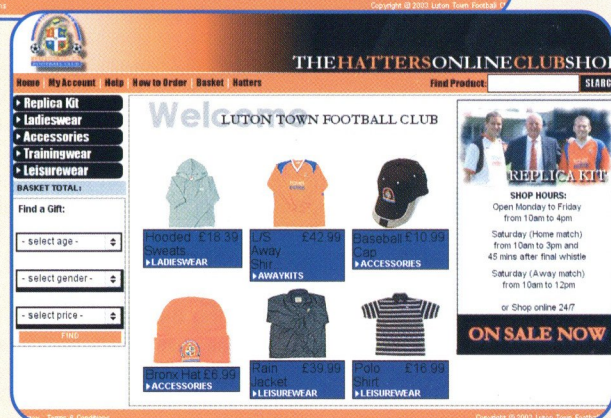 Copyright @ 2003 Luton Town Football
THEHATTERSONLINECLUBSHOP
Home My Account Help How to Order Basket Hatters
Find Product:
SEARC
Replica Kit
Ladieswear
Accessories
Trainingwear
Leisurewear
BASKET TOTAL:
Find a Gift:
- select age -
- select gender -
- select price -
FIND
Welcome
LUTON TOWN FOOTBALL CLUB
Hooded £18.39
Sweats
LADIESWEAR
L/S £42.99
Away
Shir
AWAYKITS
Baseball £10.99
Cap
ACCESSORIES
Bronx Hat £6.99
ACCESSORIES
Rain £39.99
Jacket
LEISUREWEAR
Polo £16.99
Shirt
LEISUREWEAR
REPLICA KIT
SHOP HOURS:
Open Monday to Friday
from 10am to 4pm
Saturday (Home match)
from 10am to 3pm and
45 mins after final whistle
Saturday (Away match)
from 10am to 12pm
or Shop online 24/7
ON SALE NOW
Terms & Conditions
Copyright @ 2003 Luton Town Footb